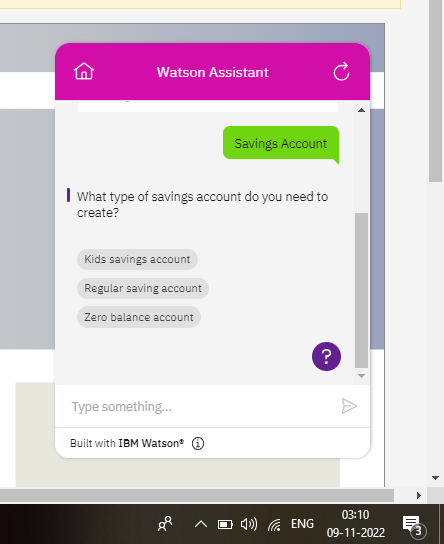 Watson Assistant
Savings Account
What type of savings account do you need to
create?
Kids savings account
Regular saving account
Zero balance account
?
Type something...
Built with IBM Watson®
ENG
03:10
09-11-2022
3